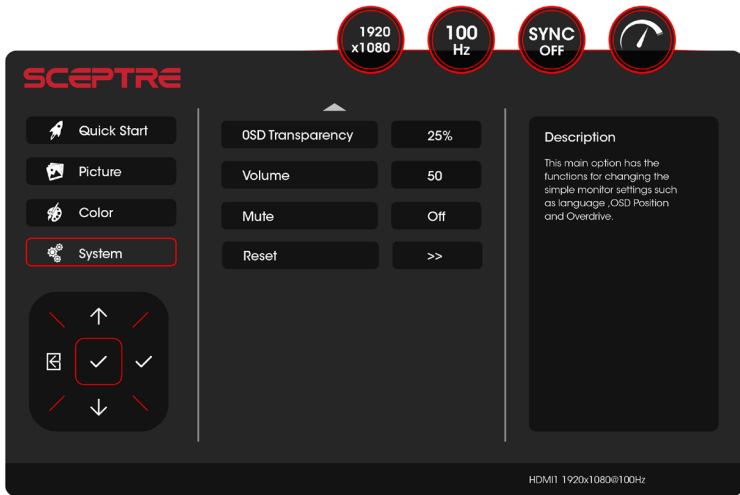 1920
x1080
100
Hz
SYNC
OFF
SCEPTRE
Quick Start
Picture
Color
System
0SD Transparency 25%
Volume 50
Mute Off
Reset >>
Description
This main option has the
functions for changing the
simple monitor settings such
as language ,OSD Position
and Overdrive.
HDMI1 1920x1080@100Hz